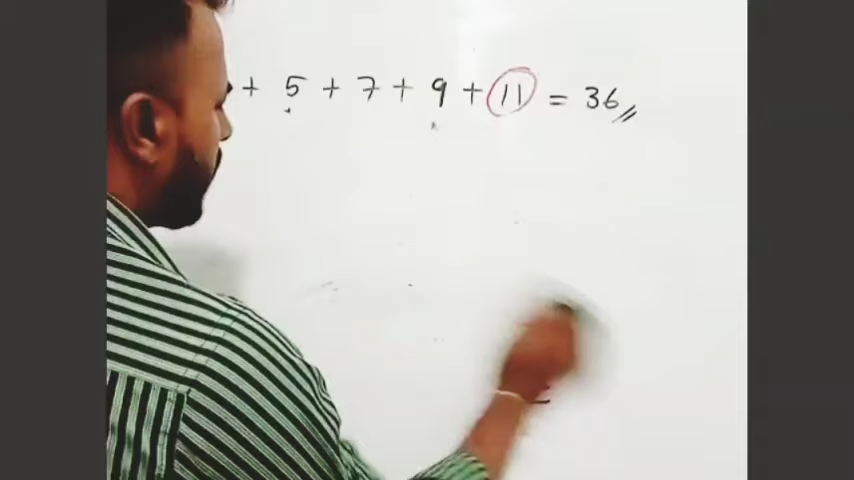 + 5 + 7 + 9 + 11 = 36